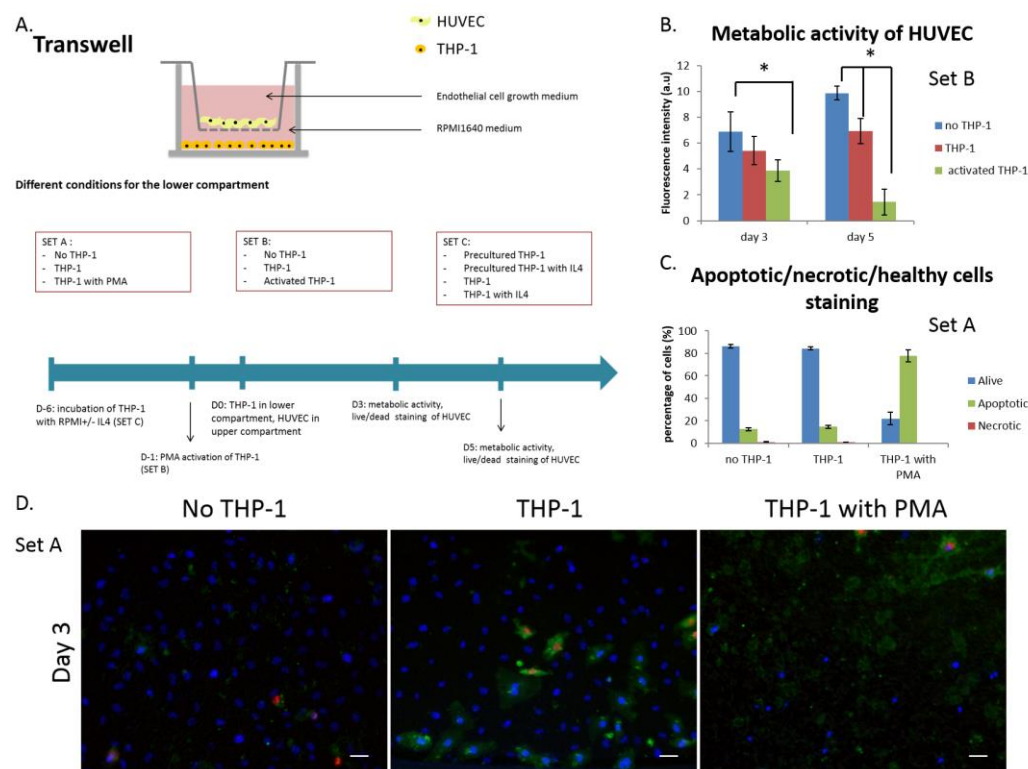 A.
Transwell
HUVEC
THP-1
Endothelial cell growth medium
RPMI1640 medium
Different conditions for the lower compartment
SET A :
- No THP-1
- THP-1
- THP-1 with PMA
SET B:
- No THP-1
- THP-1
- Activated THP-1
SET C:
- Precultured THP-1
- Precultured THP-1 with IL4
- THP-1
- THP-1 with IL4
D-6: incubation of THP-1
with RPMI+/- IL4 (SET C)
D-1: PMA activation of THP-1
(SET B)
D0: THP-1 in lower
compartment, HUVEC in
upper compartment
D3: metabolic activity,
live/dead staining of HUVEC
D5: metabolic activity,
live/dead staining of HUVEC
B.
Metabolic activity of HUVEC
Set B
Fluorescence intensity (a.u)
12
10
8
6
4
2
0
*
*
day 3
day 5
no THP-1
THP-1
activated THP-1
C.
Apoptotic/necrotic/healthy cells
staining
Set A
percentage of cells (%)
100
80
60
40
20
0
no THP-1
THP-1
THP-1 with
PMA
Alive
Apoptotic
Necrotic
D.
No THP-1
THP-1
THP-1 with PMA
Set A
Day 3